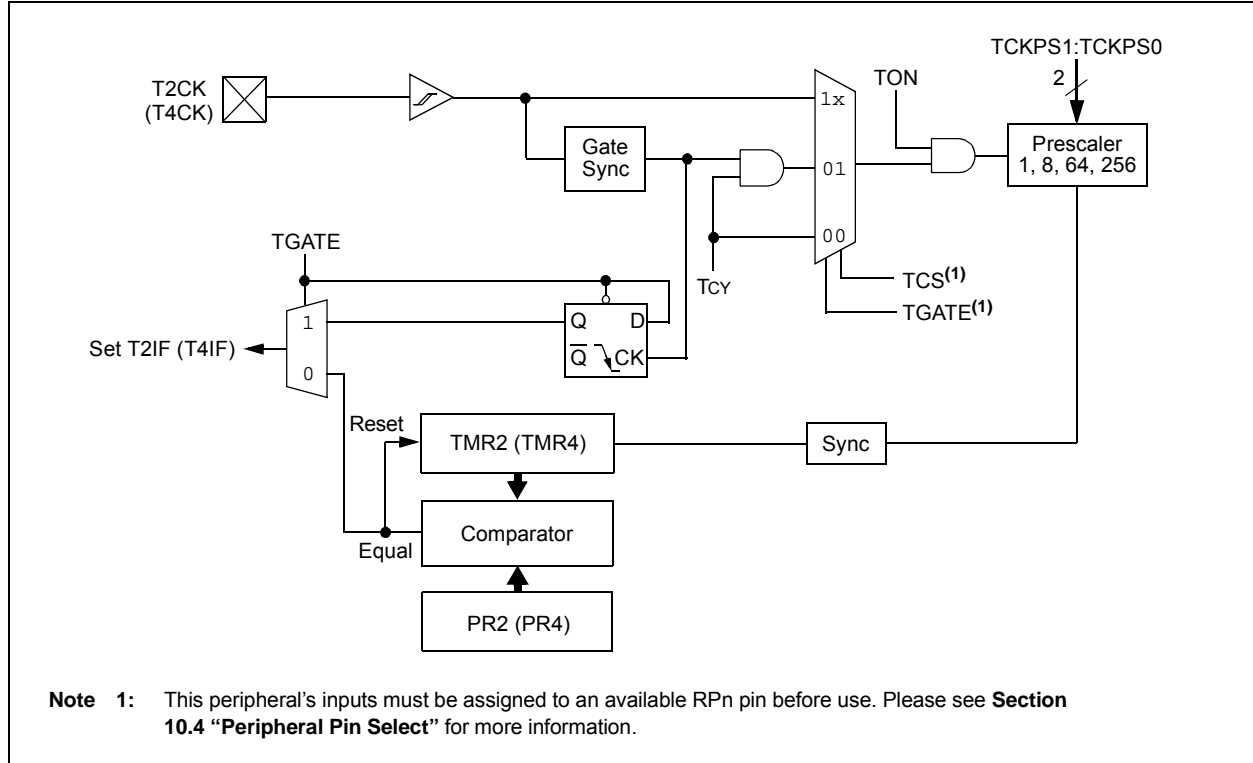 TCKPS1:TCKPS0
2
T2CK
(T4CK)
TON
1x
Prescaler
1, 8, 64, 256
Gate
Sync
01
00
TGATE
TCY
TCS(1)
TGATE(1)
1
Q D
Q CK
Set T2IF (T4IF)
0
Reset
TMR2 (TMR4)
Sync
Comparator
Equal
PR2 (PR4)
Note 1: This peripheral’s inputs must be assigned to an available RPn pin before use. Please see Section
10.4 “Peripheral Pin Select” for more information.